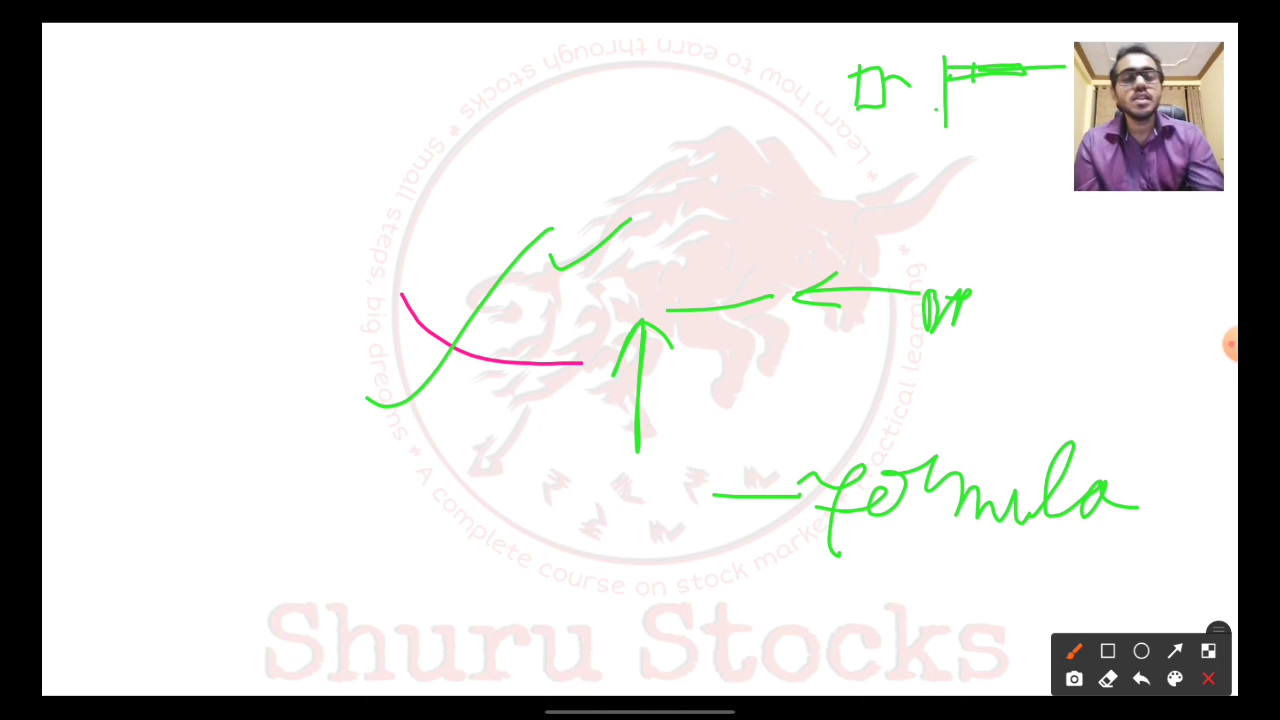 Learn how to earn through stocks * Small steps, big dreams * A complete course on stock market * Practical learning *
Formula
Shuru Stocks